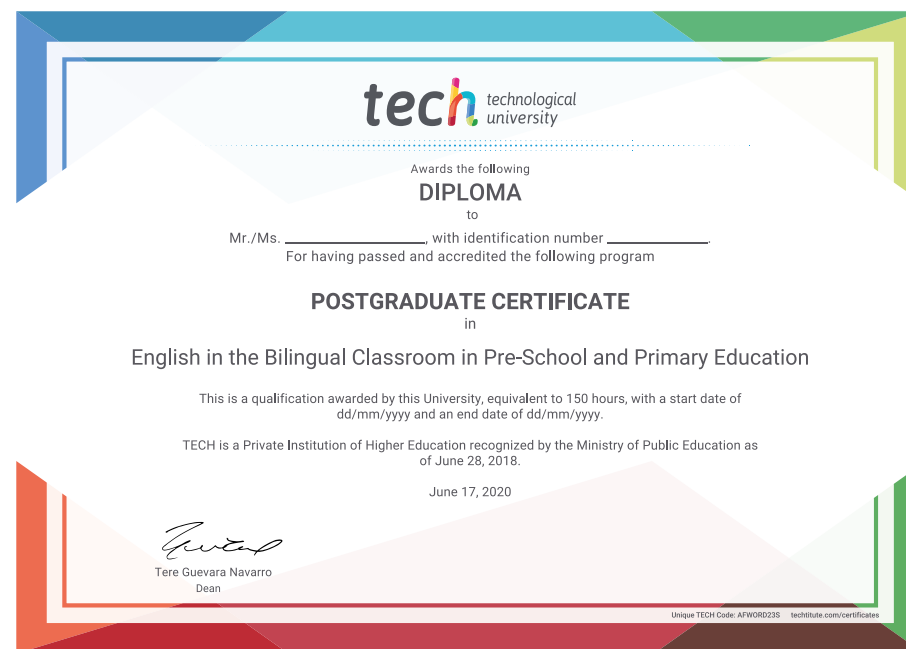 tech technological
university
Awards the following
DIPLOMA
to
Mr./Ms. ____________________, with identification number ______________.
For having passed and accredited the following program
POSTGRADUATE CERTIFICATE
in
English in the Bilingual Classroom in Pre-School and Primary Education
This is a qualification awarded by this University, equivalent to 150 hours, with a start date of
dd/mm/yyyy and an end date of dd/mm/yyyy.
TECH is a Private Institution of Higher Education recognized by the Ministry of Public Education as
of June 28, 2018.
June 17, 2020
Tere Guevara Navarro
Dean
Unique TECH Code: AFWORD23S techtitute.com/certificates